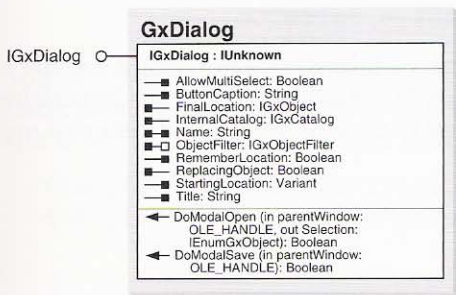 GxDialog
IGxDialog
IGxDialog : IUnknown
AllowMultiSelect: Boolean
ButtonCaption: String
FinalLocation: IGxObject
InternalCatalog: IGxCatalog
Name: String
ObjectFilter: IGxObjectFilter
RememberLocation: Boolean
ReplacingObject: Boolean
StartingLocation: Variant
Title: String
DoModalOpen (in parentWindow:
OLE_HANDLE, out Selection:
IEnumGxObject): Boolean
DoModalSave (in parentWindow:
OLE_HANDLE): Boolean